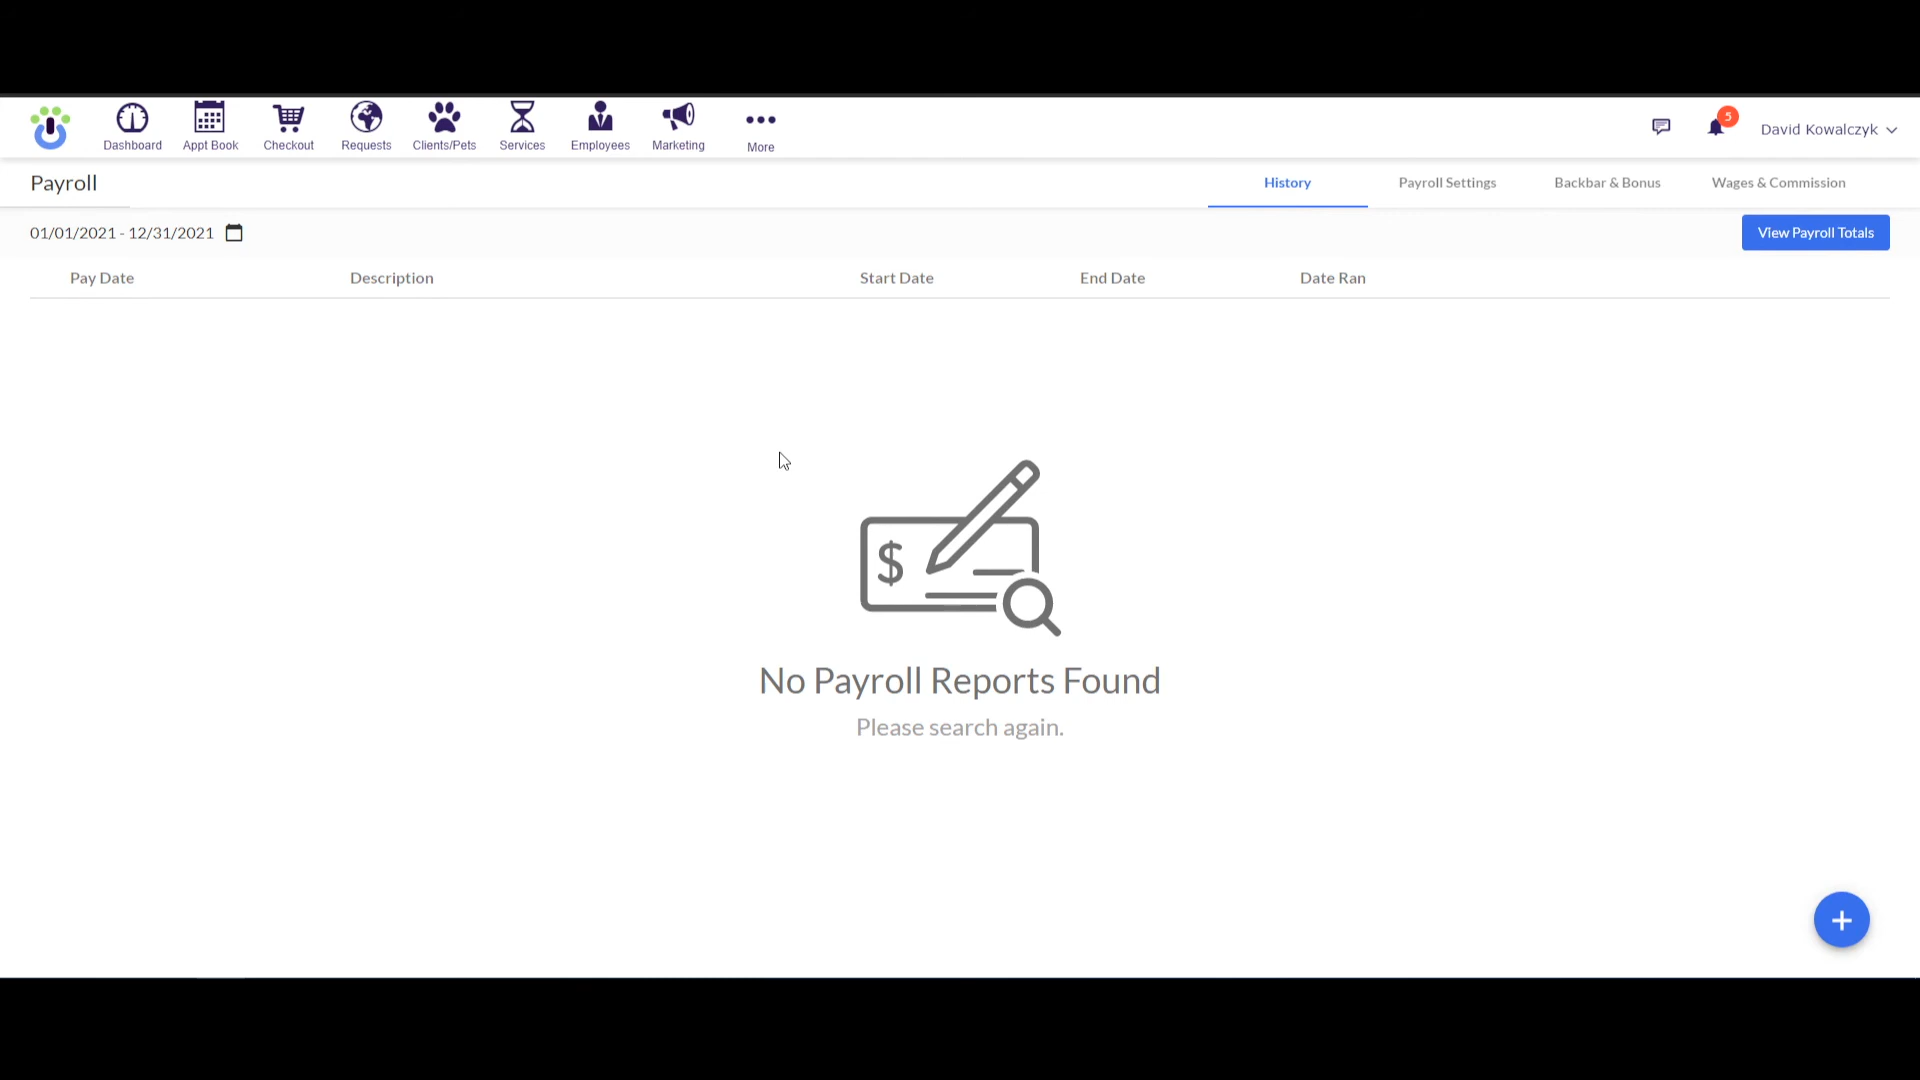 Dashboard
Appt Book
Checkout
Requests
Clients/Pets
Services
Employees
Marketing
More
5
David Kowalczyk
Payroll
History
Payroll Settings
Backbar & Bonus
Wages & Commission
01/01/2021 - 12/31/2021
View Payroll Totals
Pay Date
Description
Start Date
End Date
Date Ran
$
No Payroll Reports Found
Please search again.
+